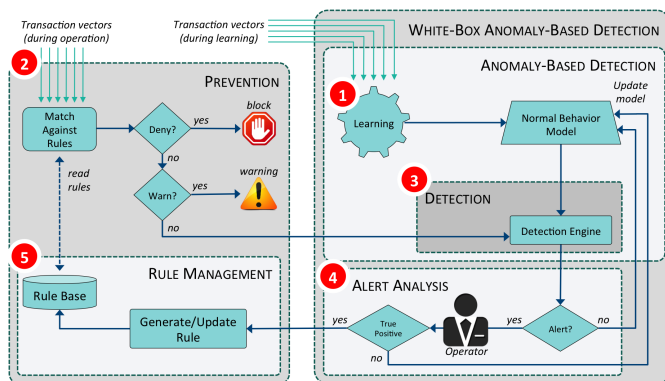 Transaction vectors
(during operation)
Transaction vectors
(during learning)
WHITE-BOX ANOMALY-BASED DETECTION
2
PREVENTION
ANOMALY-BASED DETECTION
Match
Against
Rules
Deny?
yes
block
no
Warn?
yes
warning
no
read
rules
1
Learning
Normal Behavior
Model
Update
model
3
DETECTION
Detection Engine
5
RULE MANAGEMENT
Rule Base
Generate/Update
Rule
4
ALERT ANALYSIS
yes
True
Positive
no
Operator
yes
Alert?
no